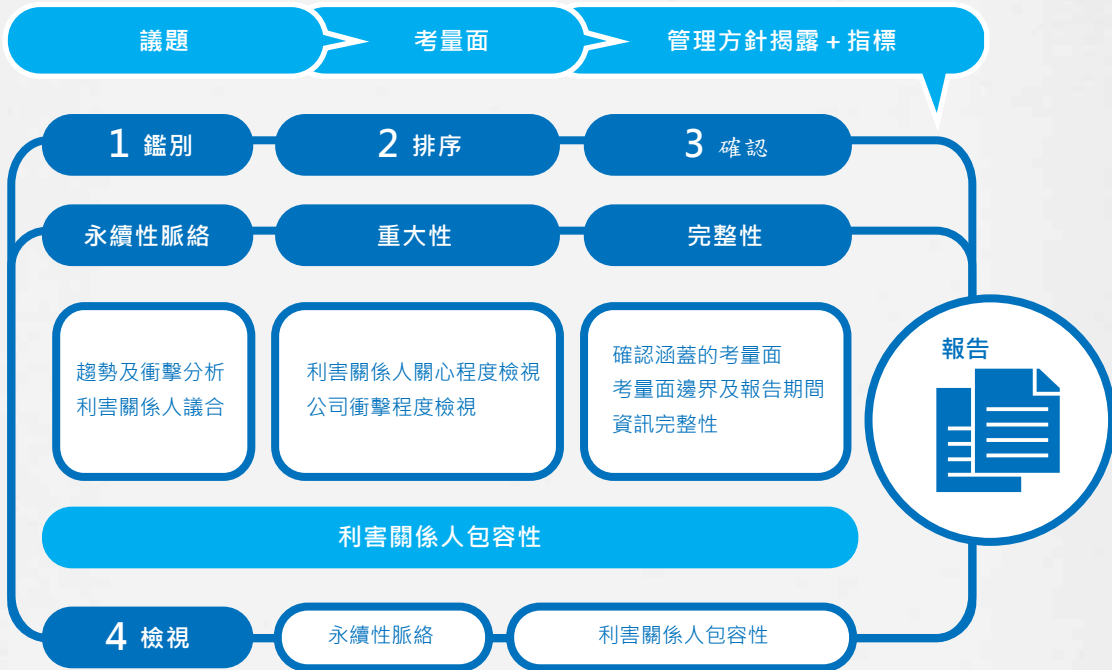 議題
考量面
管理方針揭露 + 指標
1 鑑別
2 排序
3 確認
永續性脈絡
重大性
完整性
趨勢及衝擊分析
利害關係人議合
利害關係人關心程度檢視
公司衝擊程度檢視
確認涵蓋的考量面
考量面邊界及報告期間
資訊完整性
報告
利害關係人包容性
4 檢視
永續性脈絡
利害關係人包容性